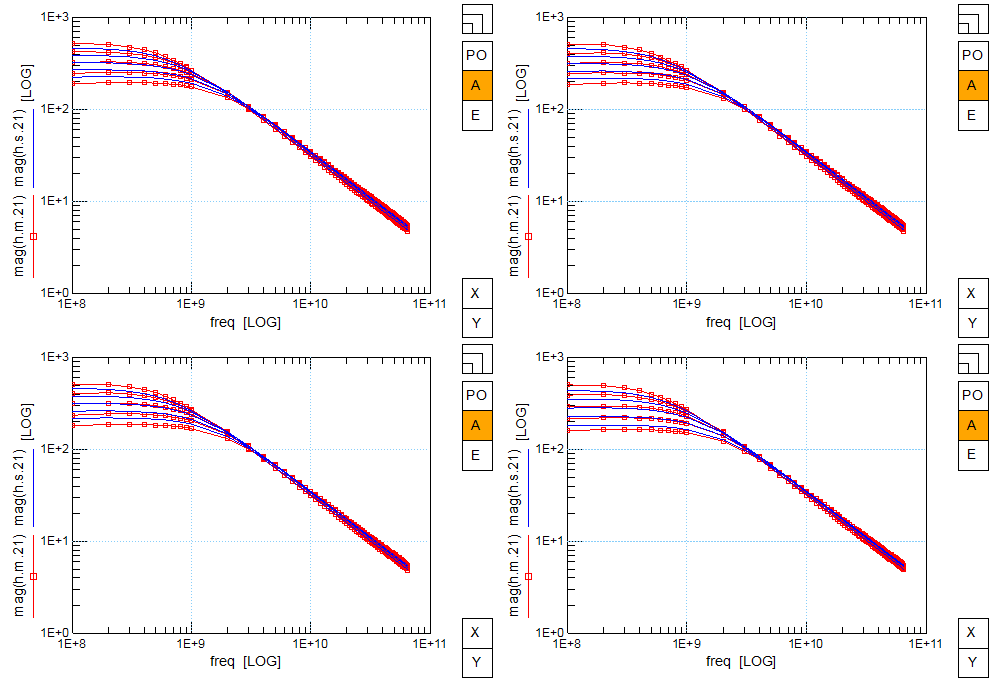 1E+3
1E+2
1E+1
1E+0
1E+8
1E+9
1E+10
1E+11
freq [LOG]
mag(h.m.21) mag(h.s.21) [LOG]
PO
A
E
X
Y
1E+3
1E+2
1E+1
1E+0
1E+8
1E+9
1E+10
1E+11
freq [LOG]
mag(h.m.21) mag(h.s.21) [LOG]
PO
A
E
X
Y
1E+3
1E+2
1E+1
1E+0
1E+8
1E+9
1E+10
1E+11
freq [LOG]
mag(h.m.21) mag(h.s.21) [LOG]
PO
A
E
X
Y
1E+3
1E+2
1E+1
1E+0
1E+8
1E+9
1E+10
1E+11
freq [LOG]
mag(h.m.21) mag(h.s.21) [LOG]
PO
A
E
X
Y